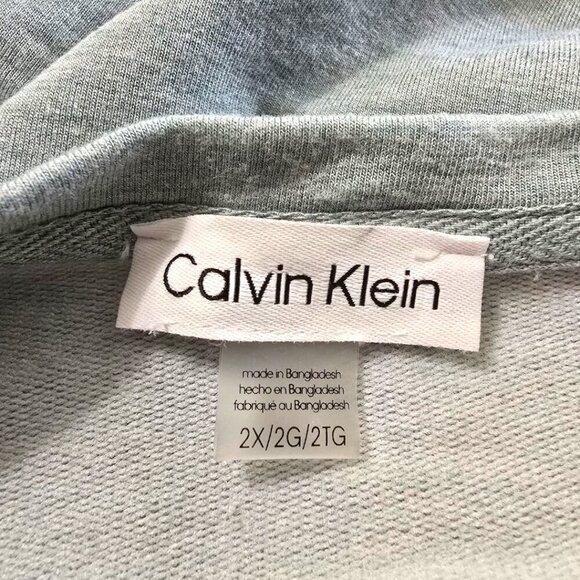 Calvin Klein
made in Bangladesh
hecho en Bangladesh
fabriqué au Bangladesh
2X/2G/2TG